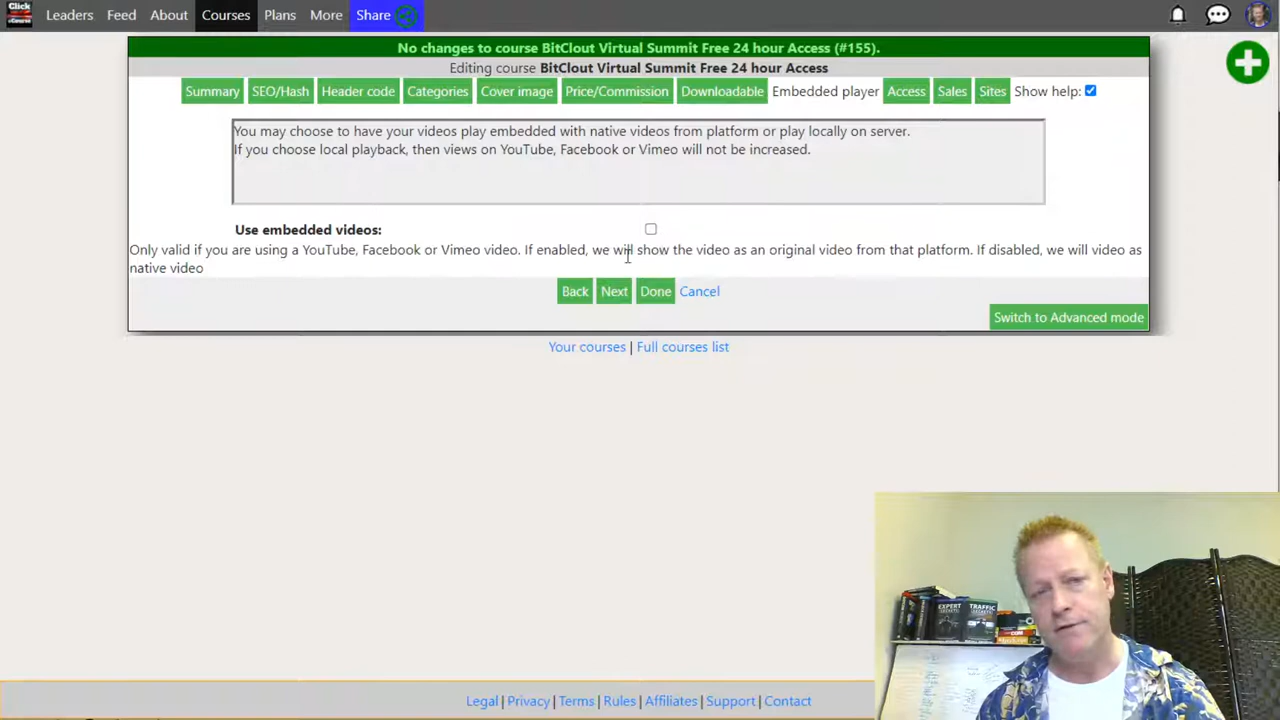 Click
eCourse
Leaders Feed About Courses Plans More Share
No changes to course BitClout Virtual Summit Free 24 hour Access (#155).
Editing course BitClout Virtual Summit Free 24 hour Access
Summary SEO/Hash Header code Categories Cover image Price/Commission Downloadable Embedded player Access Sales Sites Show help:
You may choose to have your videos play embedded with native videos from platform or play locally on server.
If you choose local playback, then views on YouTube, Facebook or Vimeo will not be increased.
Use embedded videos:
Only valid if you are using a YouTube, Facebook or Vimeo video. If enabled, we will show the video as an original video from that platform. If disabled, we will video as
native video
Back Next Done Cancel
Switch to Advanced mode
Your courses | Full courses list
EXPERT
SECRETS
TRAFFIC
SECRETS
Legal | Privacy | Terms | Rules | Affiliates | Support | Contact